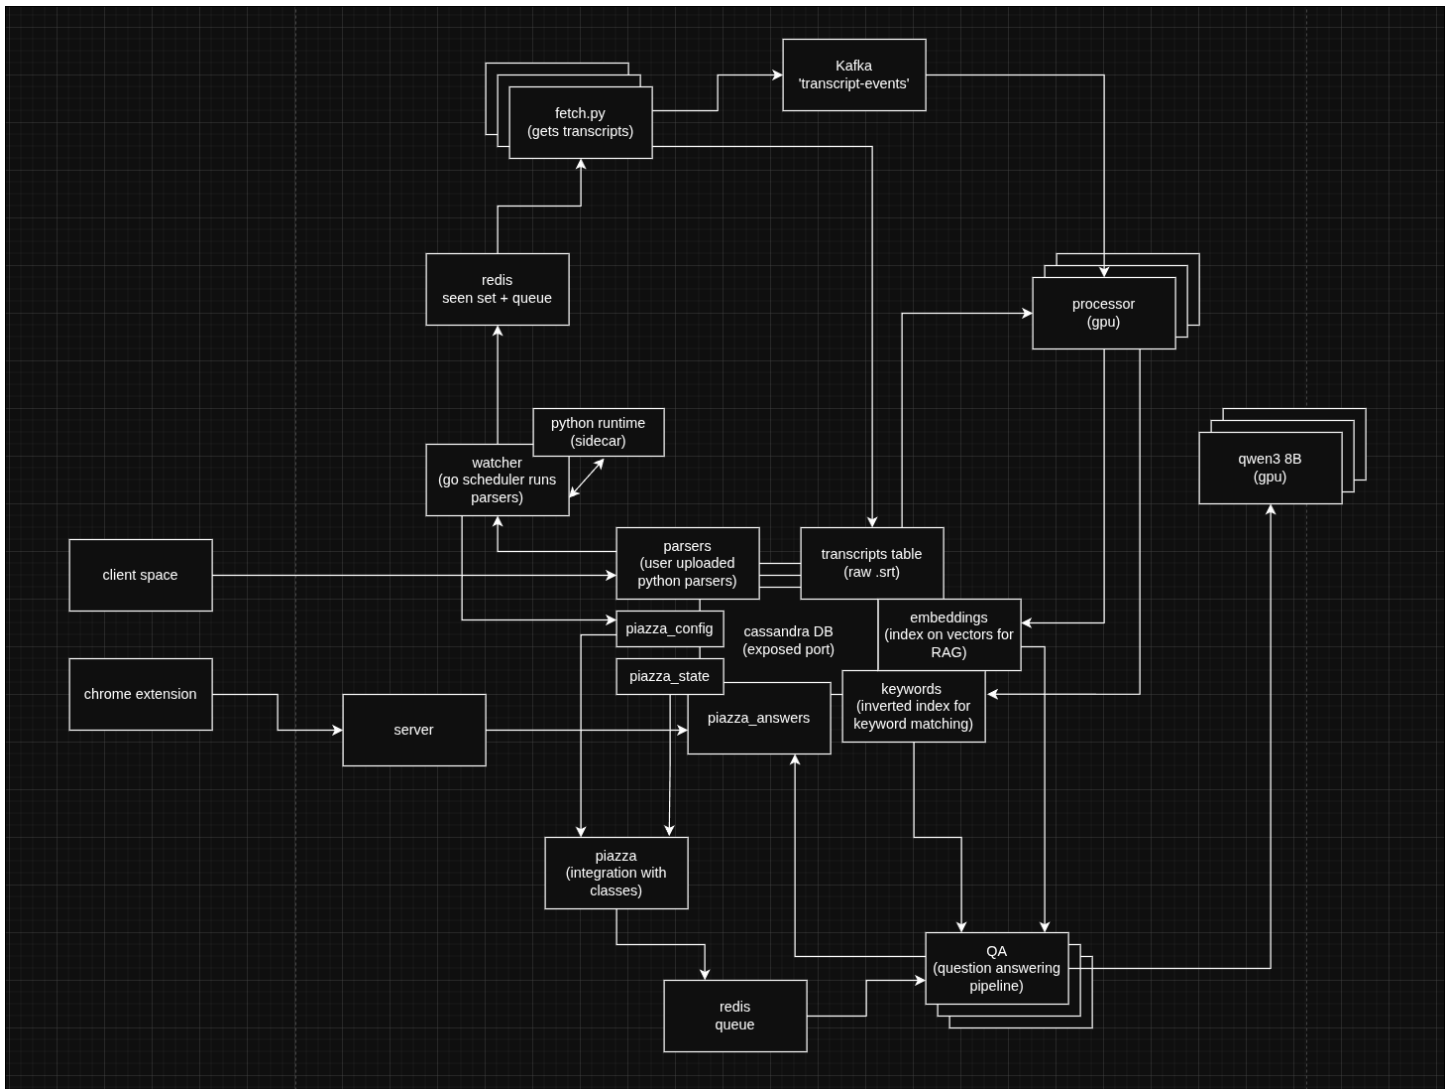 Kafka
'transcript-events'
fetch.py
(gets transcripts)
redis
seen set + queue
processor
(gpu)
python runtime
(sidecar)
watcher
(go scheduler runs
parsers)
qwen3 8B
(gpu)
client space
parsers
(user uploaded
python parsers)
transcripts table
(raw .srt)
piazza_config
cassandra DB
(exposed port)
embeddings
(index on vectors for
RAG)
chrome extension
piazza_state
server
piazza_answers
keywords
(inverted index for
keyword matching)
piazza
(integration with
classes)
QA
(question answering
pipeline)
redis
queue